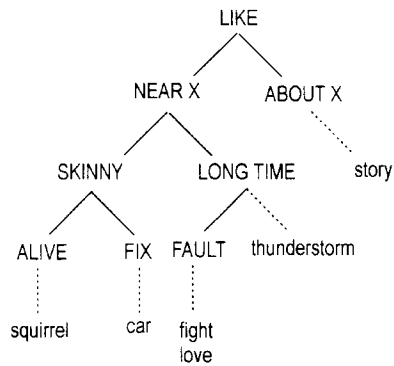 LIKE
NEAR X ABOUT X
SKINNY LONG TIME story
ALIVE FIX FAULT thunderstorm
squirrel car fight
love